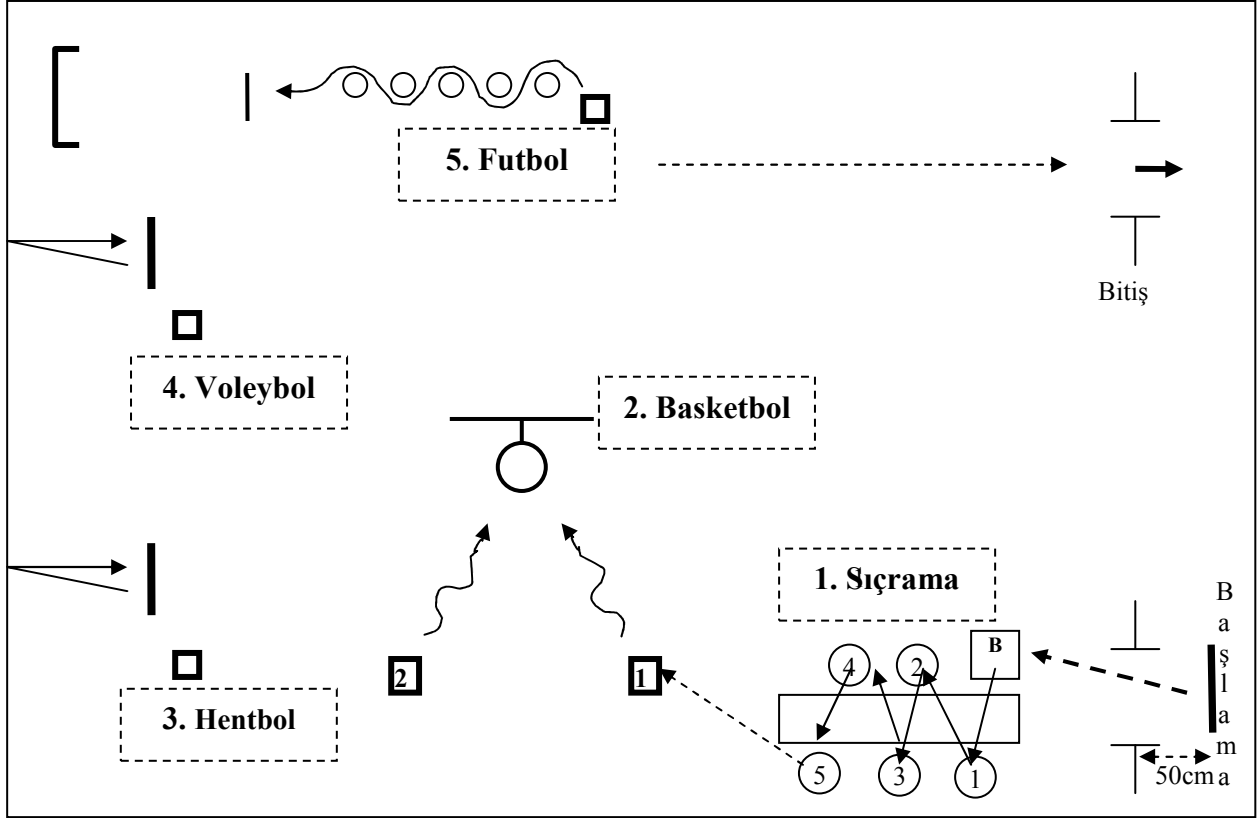 5. Futbol
Bitiş
4. Voleybol
2. Basketbol
1. Sıçrama
Başlama
B
4
2
2
1
3. Hentbol
5
3
1
50cm